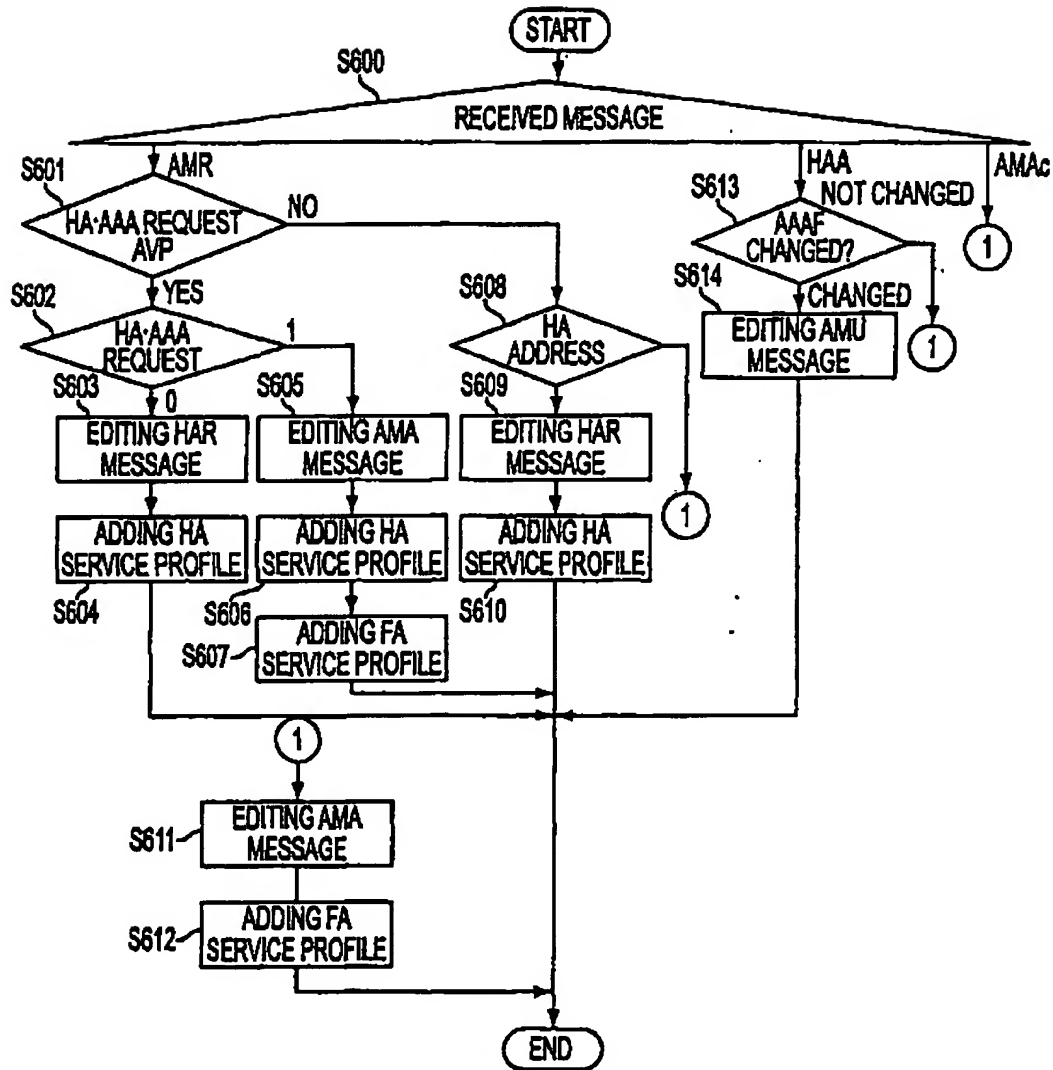 START
S600
RECEIVED MESSAGE
AMR
HAA
AMAc
S601
HA·AAA REQUEST
AVP
NO
S613
NOT CHANGED
AAAF
CHANGED?
1
YES
S602
HA·AAA
REQUEST
1
S608
HA
ADDRESS
S614
CHANGED
EDITING AMU
MESSAGE
1
S603
0
EDITING HAR
MESSAGE
S605
EDITING AMA
MESSAGE
S609
EDITING HAR
MESSAGE
1
ADDING HA
SERVICE PROFILE
S604
ADDING HA
SERVICE PROFILE
S606
ADDING HA
SERVICE PROFILE
S610
S607
ADDING FA
SERVICE PROFILE
1
S611
EDITING AMA
MESSAGE
S612
ADDING FA
SERVICE PROFILE
END